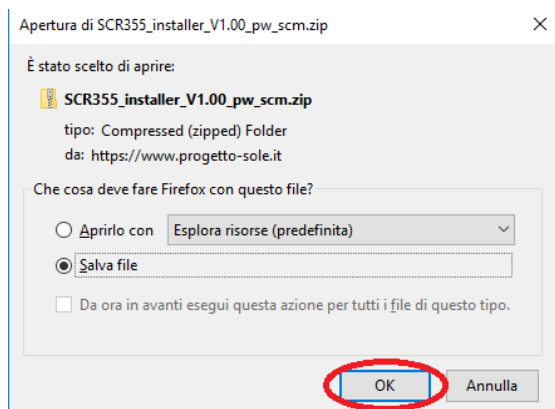 Apertura di SCR355_installer_V1.00_pw_scm.zip
È stato scelto di aprire:
SCR355_installer_V1.00_pw_scm.zip
tipo: Compressed (zipped) Folder
da: https://www.progetto-sole.it
Che cosa deve fare Firefox con questo file?
Aprirlo con Esplora risorse (predefinita)
Salva file
Da ora in avanti esegui questa azione per tutti i file di questo tipo.
OK Annulla